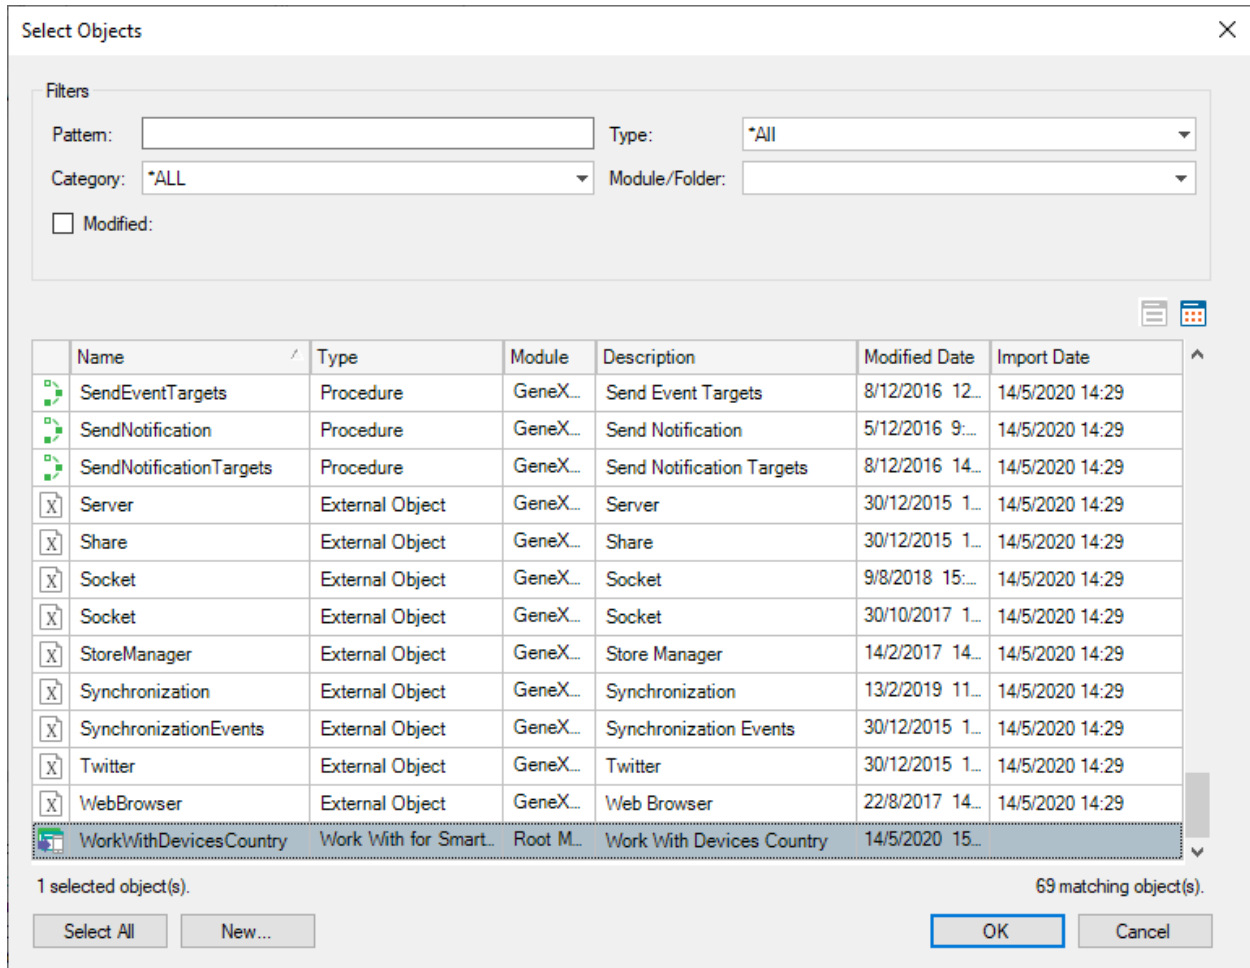 Select Objects
Filters
Pattern:
Type: *All
Category: *ALL
Module/Folder:
Modified:
Name Type Module Description Modified Date Import Date
SendEventTargets Procedure GeneX... Send Event Targets 8/12/2016 12... 14/5/2020 14:29
SendNotification Procedure GeneX... Send Notification 5/12/2016 9:... 14/5/2020 14:29
SendNotificationTargets Procedure GeneX... Send Notification Targets 8/12/2016 14... 14/5/2020 14:29
X Server External Object GeneX... Server 30/12/2015 1... 14/5/2020 14:29
X Share External Object GeneX... Share 30/12/2015 1... 14/5/2020 14:29
X Socket External Object GeneX... Socket 9/8/2018 15:... 14/5/2020 14:29
X Socket External Object GeneX... Socket 30/10/2017 1... 14/5/2020 14:29
X StoreManager External Object GeneX... Store Manager 14/2/2017 14... 14/5/2020 14:29
X Synchronization External Object GeneX... Synchronization 13/2/2019 11... 14/5/2020 14:29
X SynchronizationEvents External Object GeneX... Synchronization Events 30/12/2015 1... 14/5/2020 14:29
X Twitter External Object GeneX... Twitter 30/12/2015 1... 14/5/2020 14:29
X WebBrowser External Object GeneX... Web Browser 22/8/2017 14... 14/5/2020 14:29
WorkWithDevicesCountry Work With for Smart... Root M... Work With Devices Country 14/5/2020 15...
1 selected object(s). 69 matching object(s).
Select All New... OK Cancel